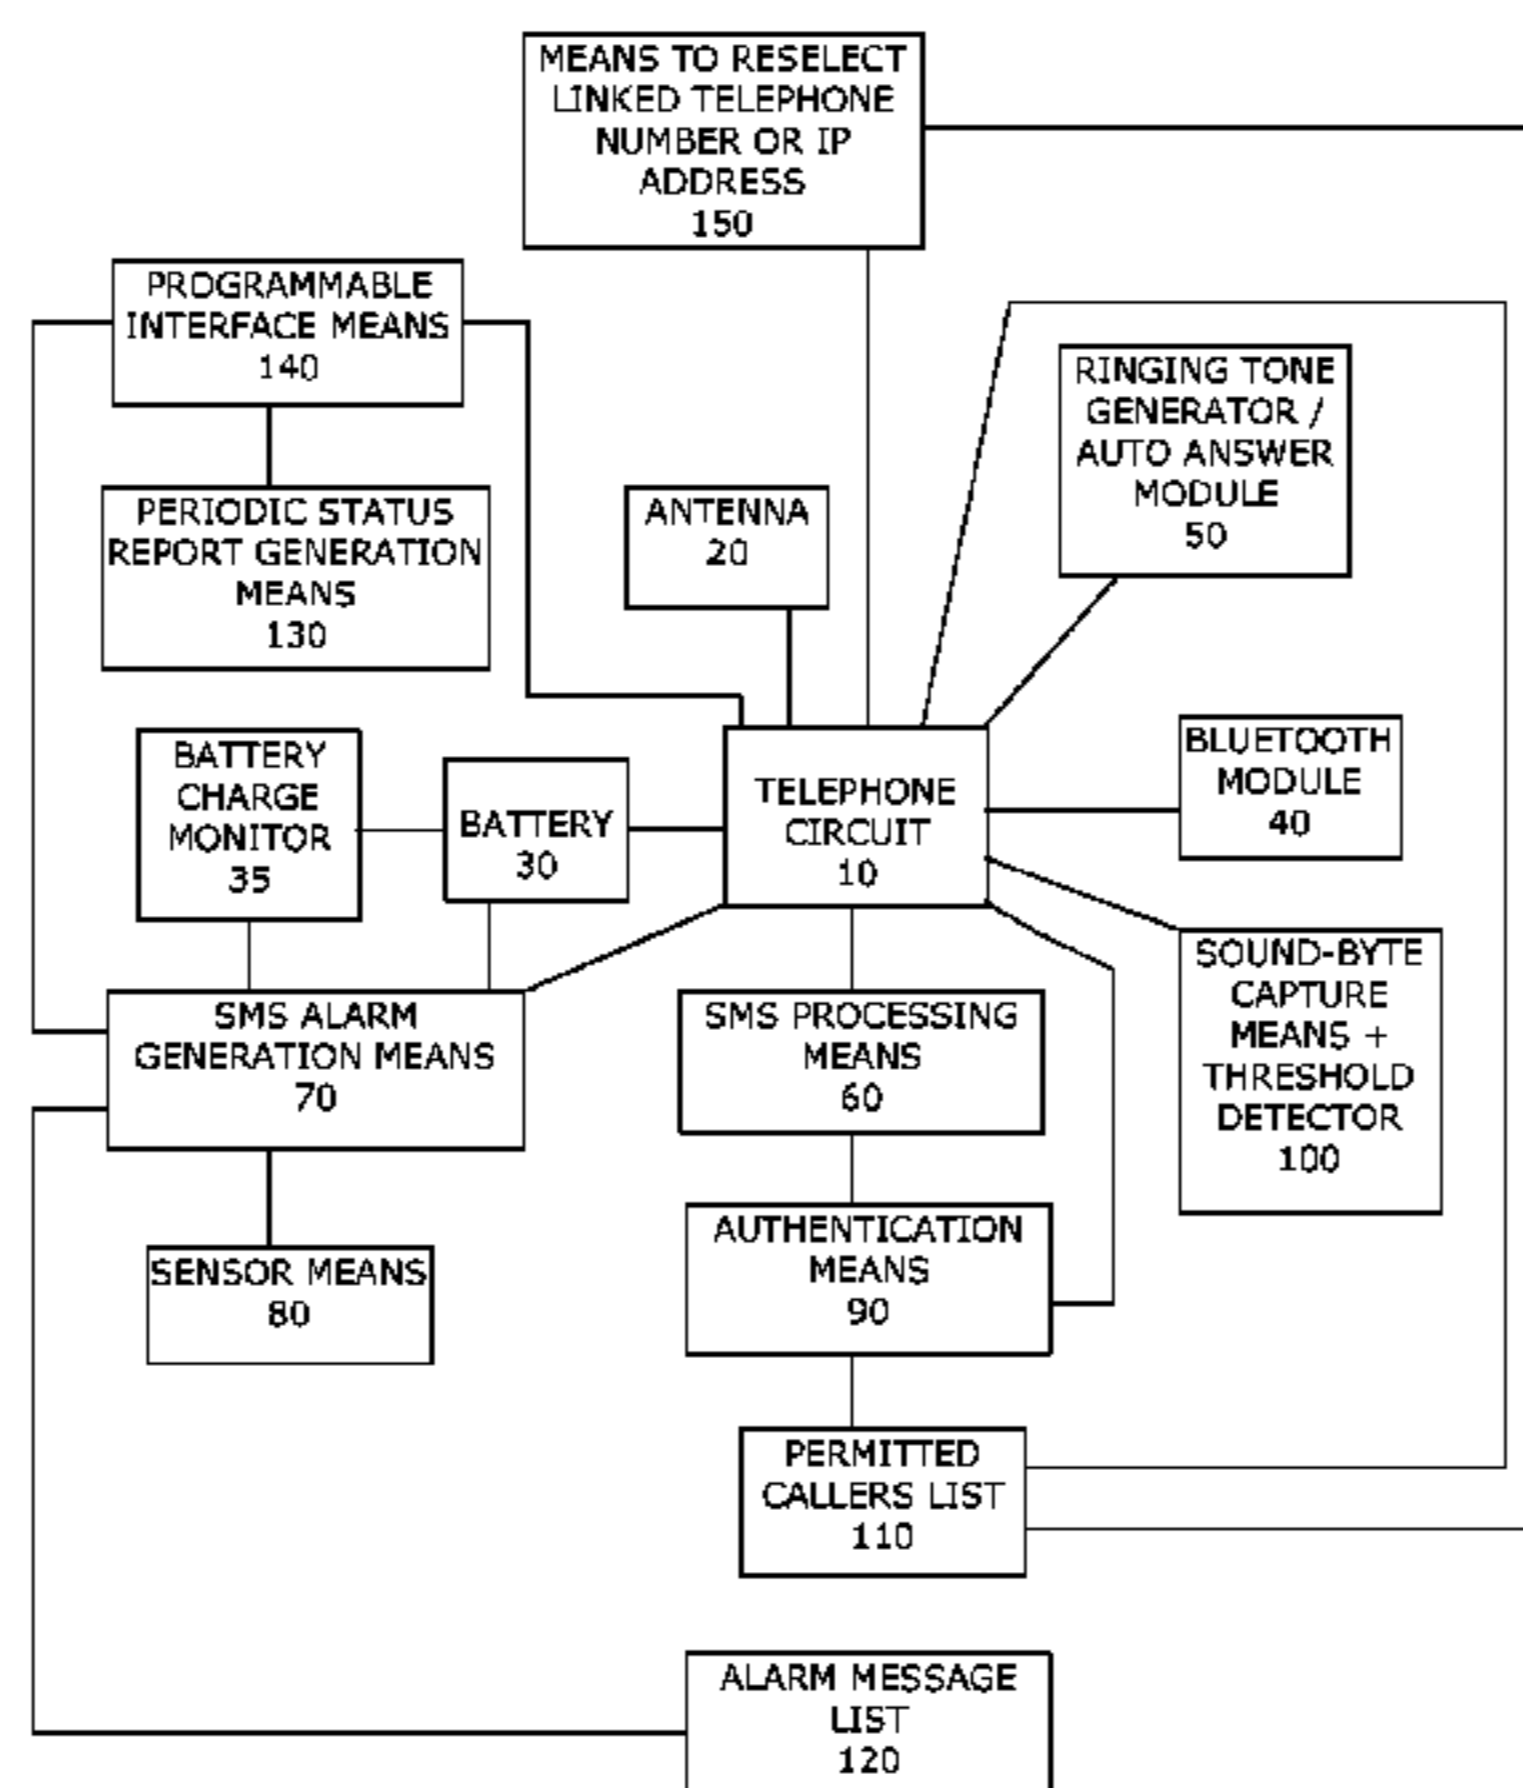 MEANS TO RESELECT
LINKED TELEPHONE
NUMBER OR IP
ADDRESS
150
PROGRAMMABLE
INTERFACE MEANS
140
RINGING TONE
GENERATOR /
AUTO ANSWER
MODULE
50
PERIODIC STATUS
REPORT GENERATION
MEANS
130
ANTENNA
20
BATTERY
CHARGE
MONITOR
35
BATTERY
30
TELEPHONE
CIRCUIT
10
BLUETOOTH
MODULE
40
SOUND-BYTE
CAPTURE
MEANS +
THRESHOLD
DETECTOR
100
SMS ALARM
GENERATION MEANS
70
SMS PROCESSING
MEANS
60
SENSOR MEANS
80
AUTHENTICATION
MEANS
90
PERMITTED
CALLERS LIST
110
ALARM MESSAGE
LIST
120